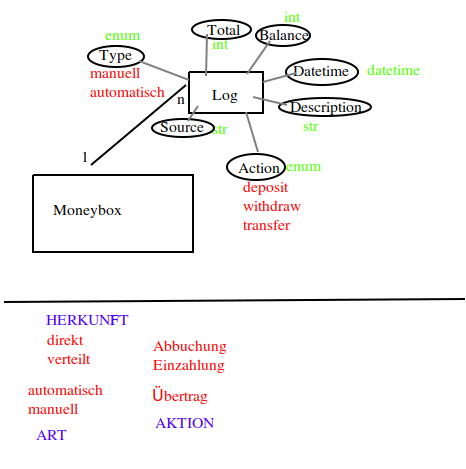 enum
Type
manuell
automatisch
Total
int
int
Balance
Datetime
datetime
n
Log
Description
str
Source
str
Action
enum
deposit
withdraw
transfer
1
Moneybox
HERKUNFT
direkt
verteilt
Abbuchung
Einzahlung
automatisch
manuell
Übertrag
AKTION
ART